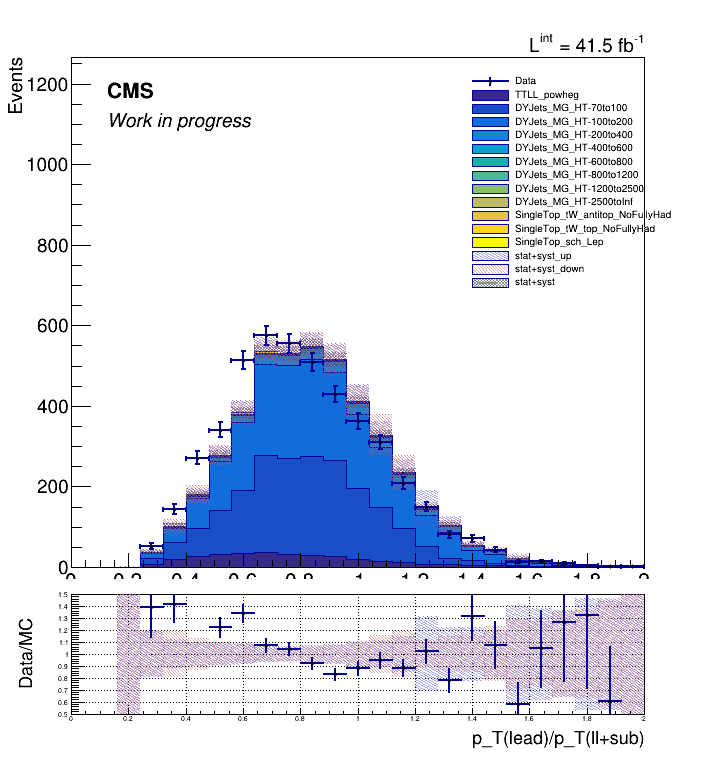 L^int = 41.5 fb^-1
Events
CMS
Work in progress
Data
TTLL_powheg
DYJets_MG_HT-70to100
DYJets_MG_HT-100to200
DYJets_MG_HT-200to400
DYJets_MG_HT-400to600
DYJets_MG_HT-600to800
DYJets_MG_HT-800to1200
DYJets_MG_HT-1200to2500
DYJets_MG_HT-2500toInf
SingleTop_tW_antitop_NoFullyHad
SingleTop_tW_top_NoFullyHad
SingleTop_sch_Lep
stat+syst_up
stat+syst_down
stat+syst
1200
1000
800
600
400
200
0
0 0.2 0.4 0.6 0.8 1 1.2 1.4 1.6 1.8 2
Data/MC
1.5
1.4
1.3
1.2
1.1
1
0.9
0.8
0.7
0.6
0.5
0 0.2 0.4 0.6 0.8 1 1.2 1.4 1.6 1.8 2
p_T(lead)/p_T(ll+sub)